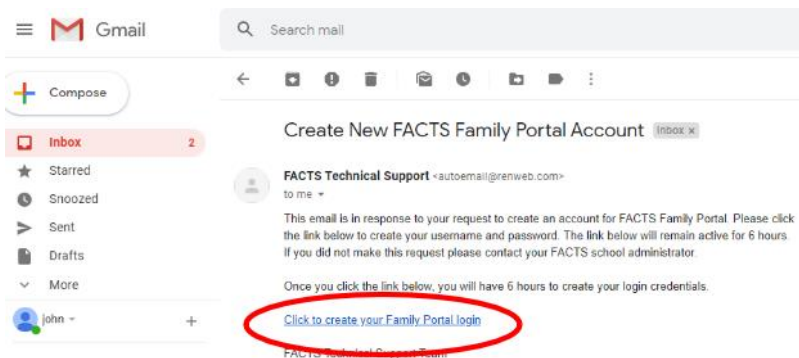 Gmail
Search mail
Compose
Create New FACTS Family Portal Account Inbox x
Inbox 2
Starred
FACTS Technical Support <autoemail@renweb.com>
to me
Snoozed
Sent
Drafts
More
john
This email is in response to your request to create an account for FACTS Family Portal. Please click
the link below to create your username and password. The link below will remain active for 6 hours.
If you did not make this request please contact your FACTS school administrator.
Once you click the link below, you will have 6 hours to create your login credentials.
Click to create your Family Portal login
FACTS Technical Support Team